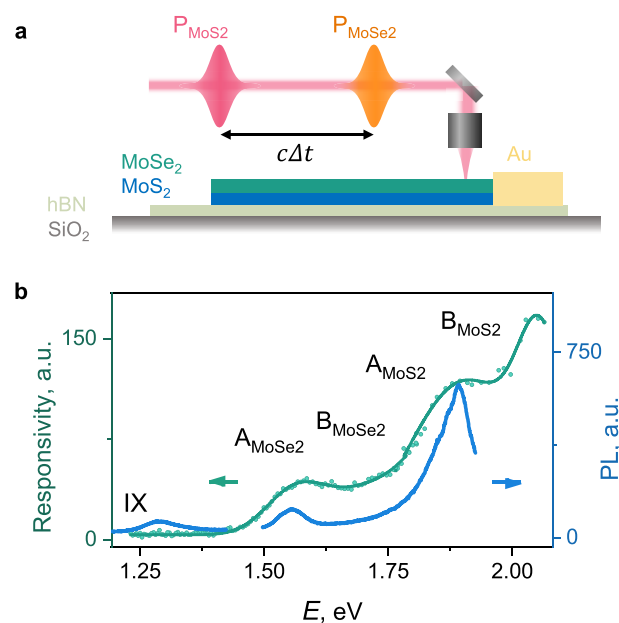 a
P_MoS2 P_MoSe2
cΔt
MoSe₂
MoS₂
Au
hBN
SiO₂
b
150
0
Responsivity, a.u.
IX
A_MoSe2
B_MoSe2
A_MoS2
B_MoS2
750
0
PL, a.u.
1.25 1.50 1.75 2.00
E, eV